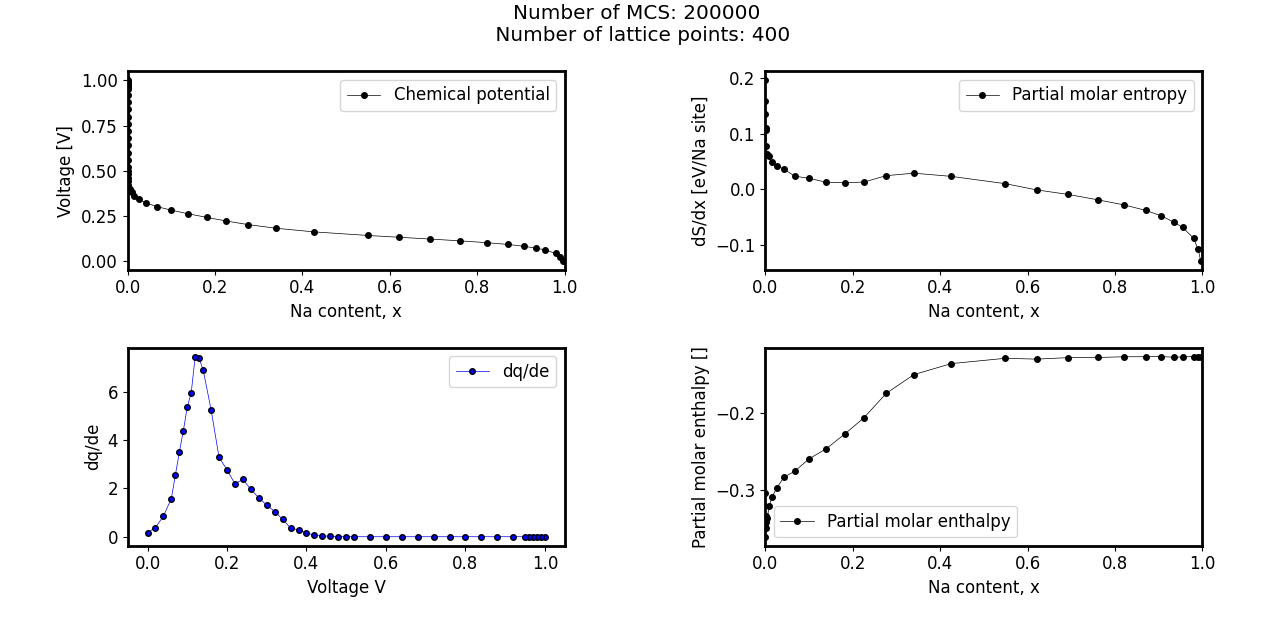 Number of MCS: 200000
Number of lattice points: 400
Chemical potential
1.00
0.75
0.50
0.25
0.00
Voltage [V]
0.0 0.2 0.4 0.6 0.8 1.0
Na content, x
Partial molar entropy
0.2
0.1
0.0
−0.1
dS/dx [eV/Na site]
0.0 0.2 0.4 0.6 0.8 1.0
Na content, x
dq/de
6
4
2
0
dq/de
0.0 0.2 0.4 0.6 0.8 1.0
Voltage V
Partial molar enthalpy []
−0.2
−0.3
Partial molar enthalpy
0.0 0.2 0.4 0.6 0.8 1.0
Na content, x